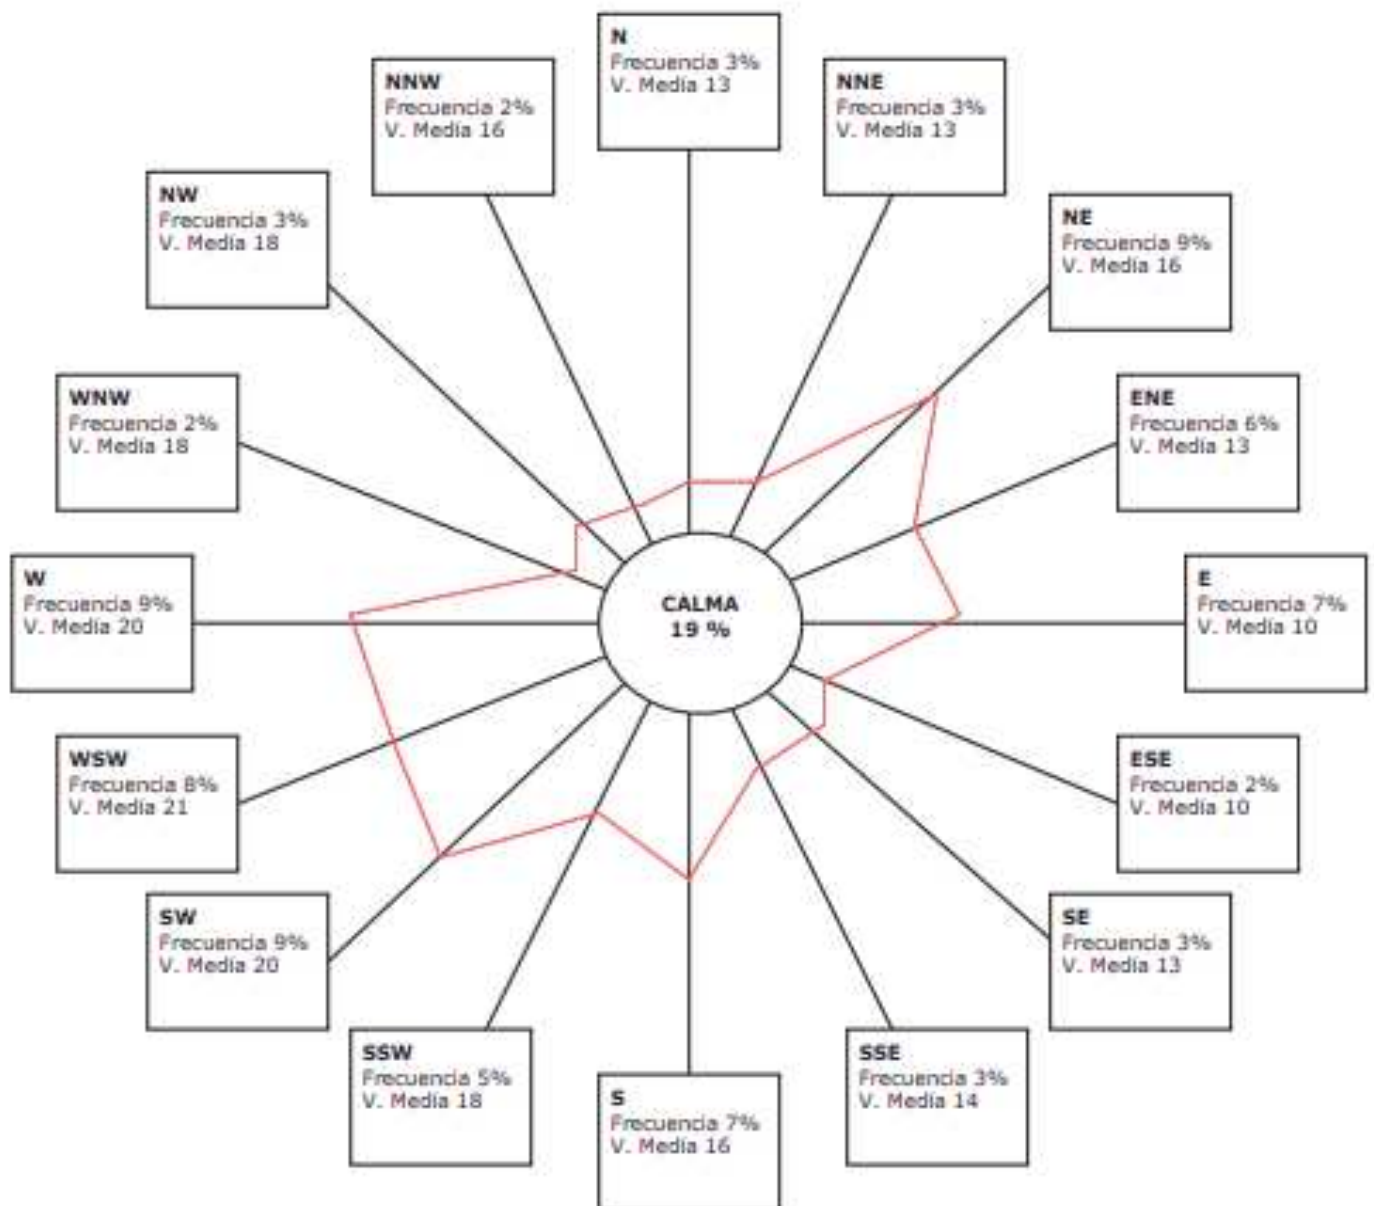 N
Frecuencia 3%
V. Media 13
NNW
Frecuencia 2%
V. Media 16
NNE
Frecuencia 3%
V. Media 13
NW
Frecuencia 3%
V. Media 18
NE
Frecuencia 9%
V. Media 16
WNW
Frecuencia 2%
V. Media 18
ENE
Frecuencia 6%
V. Media 13
W
Frecuencia 9%
V. Media 20
CALMA
19 %
E
Frecuencia 7%
V. Media 10
WSW
Frecuencia 8%
V. Media 21
ESE
Frecuencia 2%
V. Media 10
SW
Frecuencia 9%
V. Media 20
SE
Frecuencia 3%
V. Media 13
SSW
Frecuencia 5%
V. Media 18
S
Frecuencia 7%
V. Media 16
SSE
Frecuencia 3%
V. Media 14